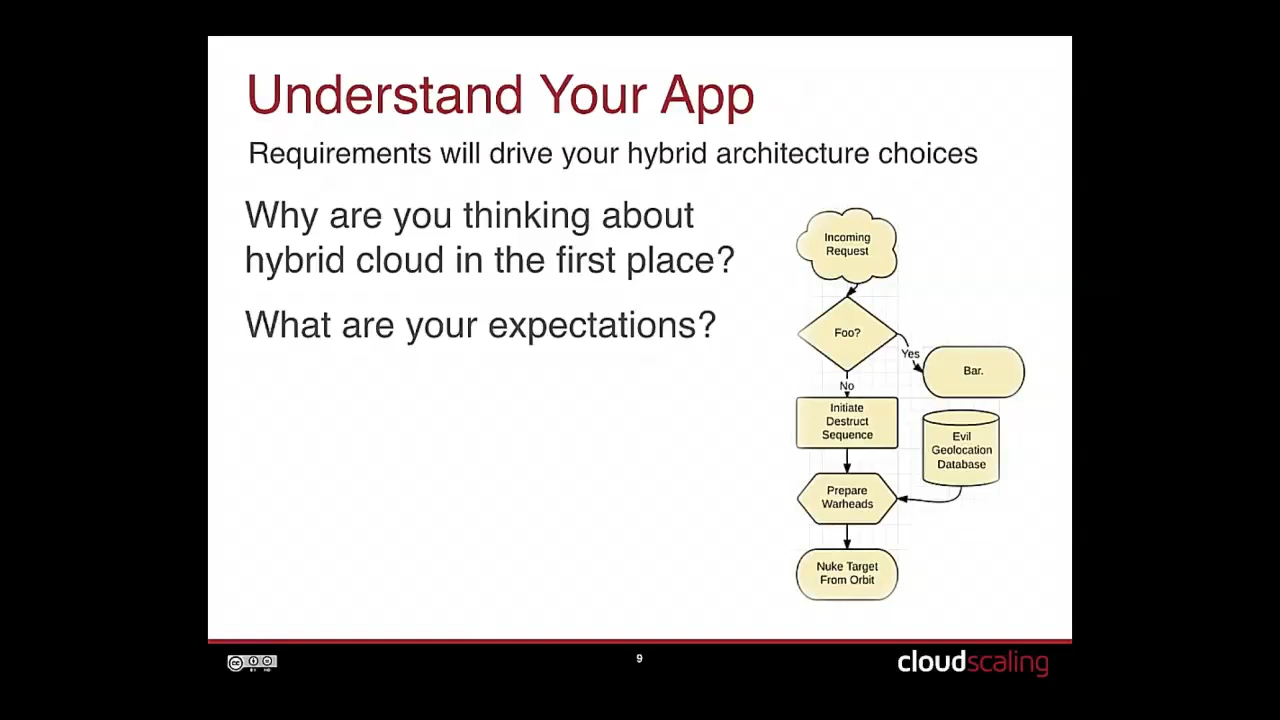 Understand Your App
Requirements will drive your hybrid architecture choices
Why are you thinking about
hybrid cloud in the first place?
What are your expectations?
Incoming
Request
Foo?
Yes
Bar.
No
Initiate
Destruct
Sequence
Evil
Geolocation
Database
Prepare
Warheads
Nuke Target
From Orbit
cc
9
cloudscaling